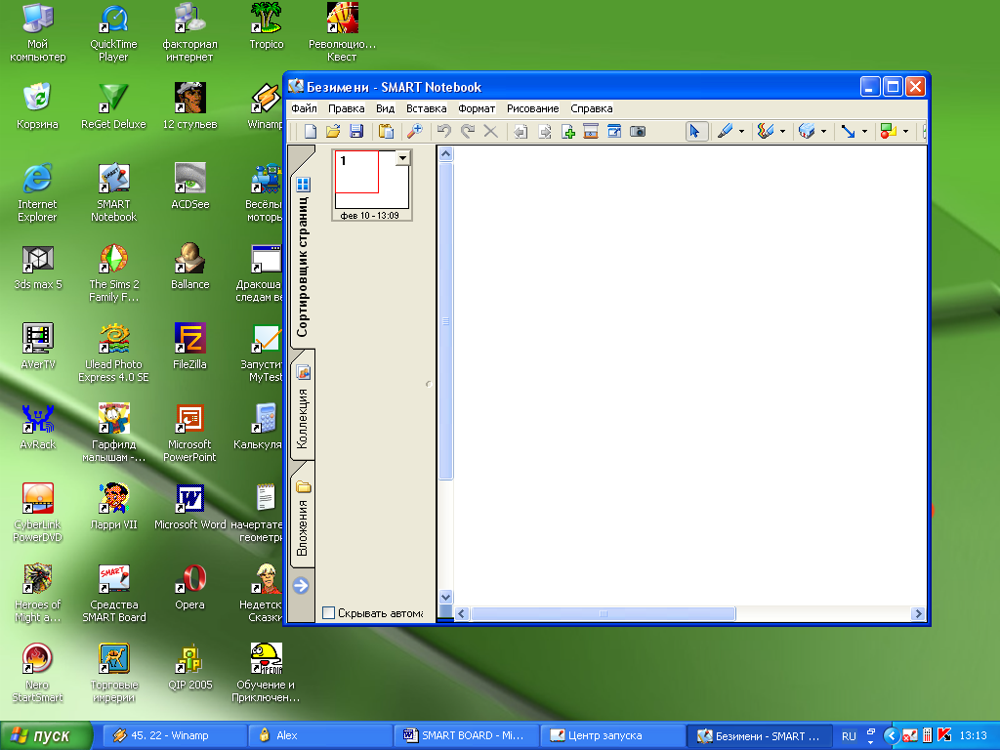 Мой
компьютер
QuickTime
Player
факториал
интернет
Tropico
Революцио...
Квест
Корзина
ReGet Deluxe
12 стульев
Winamp
Internet
Explorer
SMART
Notebook
ACDSee
Весёлы
моторы
3ds max 5
The Sims 2
Family F...
Ballance
Дракоша
следам ве
AVerTV
Ulead Photo
Express 4.0 SE
FileZilla
Запустит
MyTest
AvRack
Гарфилд
малышам -...
Microsoft
PowerPoint
Калькуля
CyberLink
PowerDVD
Ларри VII
Microsoft Word
начертате
геометри
Heroes of
Might a...
Средства
SMART Board
Opera
Недетск
Сказки
Nero
StartSmart
Торговые
империи
QIP 2005
Обучение и
Приключен...
Безимени - SMART Notebook
Файл Правка Вид Вставка Формат Рисование Справка
Сортировщик страниц
Коллекция
Вложения
1
фев 10 - 13:09
Скрывать автома
пуск
45. 22 - Winamp
Alex
SMART BOARD - Mi...
Центр запуска
Безимени - SMART ...
RU
13:13